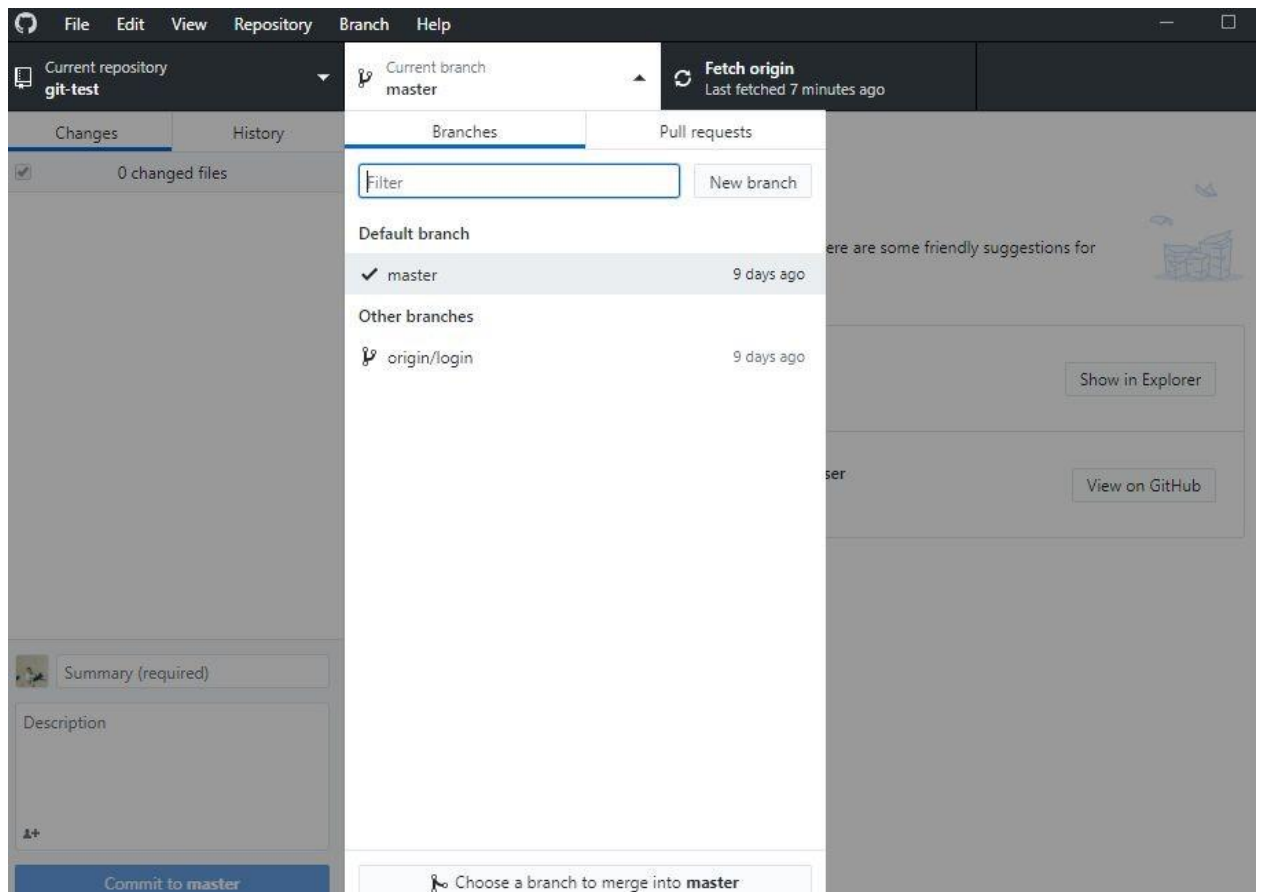 File Edit View Repository Branch Help
Current repository
git-test
Current branch
master
Fetch origin
Last fetched 7 minutes ago
Changes History
0 changed files
Branches Pull requests
Filter
New branch
Default branch
master 9 days ago
Other branches
origin/login 9 days ago
ere are some friendly suggestions for
Show in Explorer
ser
View on GitHub
Summary (required)
Description
Commit to master
Choose a branch to merge into master